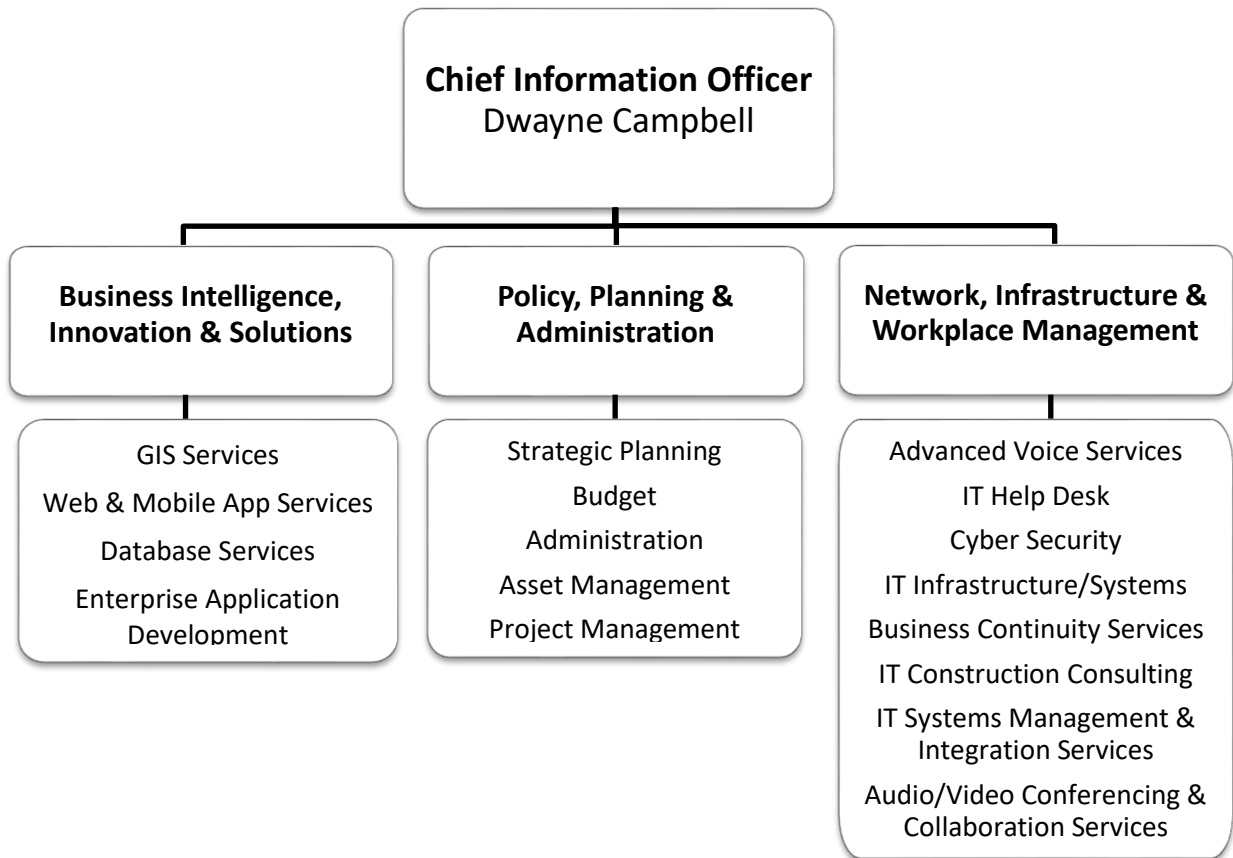 Chief Information Officer
Dwayne Campbell
Business Intelligence,
Innovation & Solutions
Policy, Planning &
Administration
Network, Infrastructure &
Workplace Management
GIS Services
Web & Mobile App Services
Database Services
Enterprise Application
Development
Strategic Planning
Budget
Administration
Asset Management
Project Management
Advanced Voice Services
IT Help Desk
Cyber Security
IT Infrastructure/Systems
Business Continuity Services
IT Construction Consulting
IT Systems Management &
Integration Services
Audio/Video Conferencing &
Collaboration Services